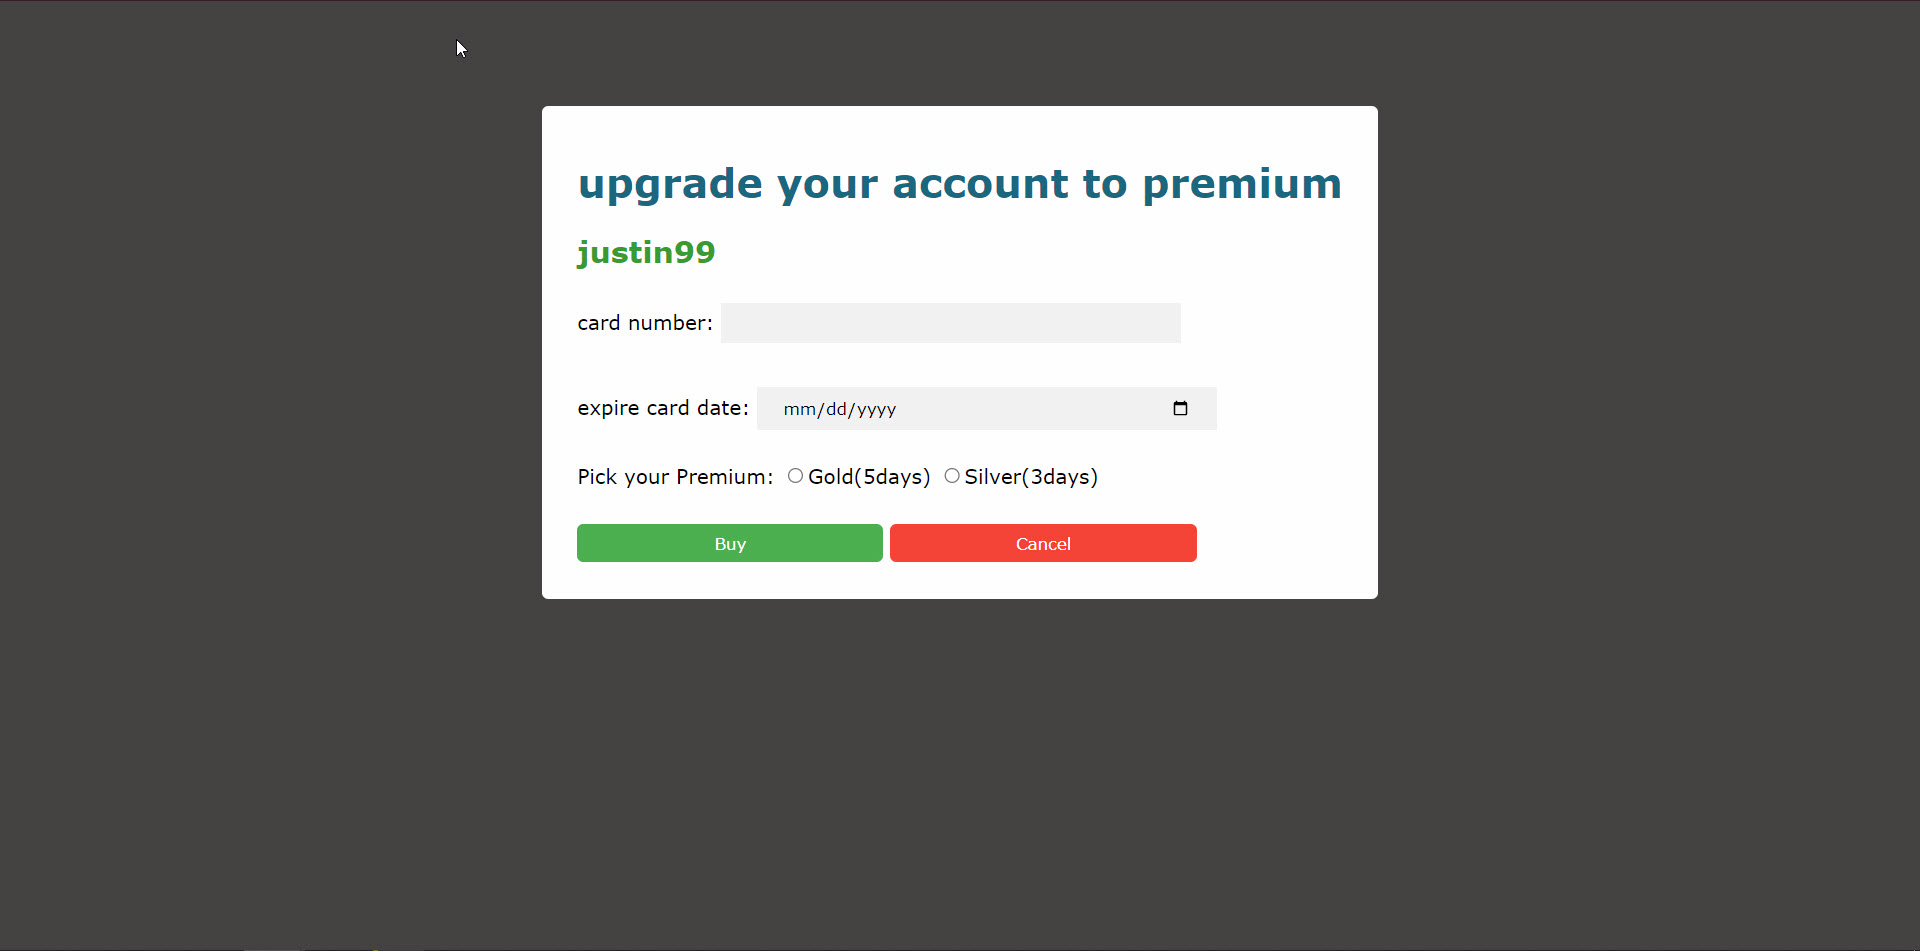 upgrade your account to premium
justin99
card number:
expire card date: mm/dd/yyyy
Pick your Premium: Gold(5days) Silver(3days)
Buy Cancel